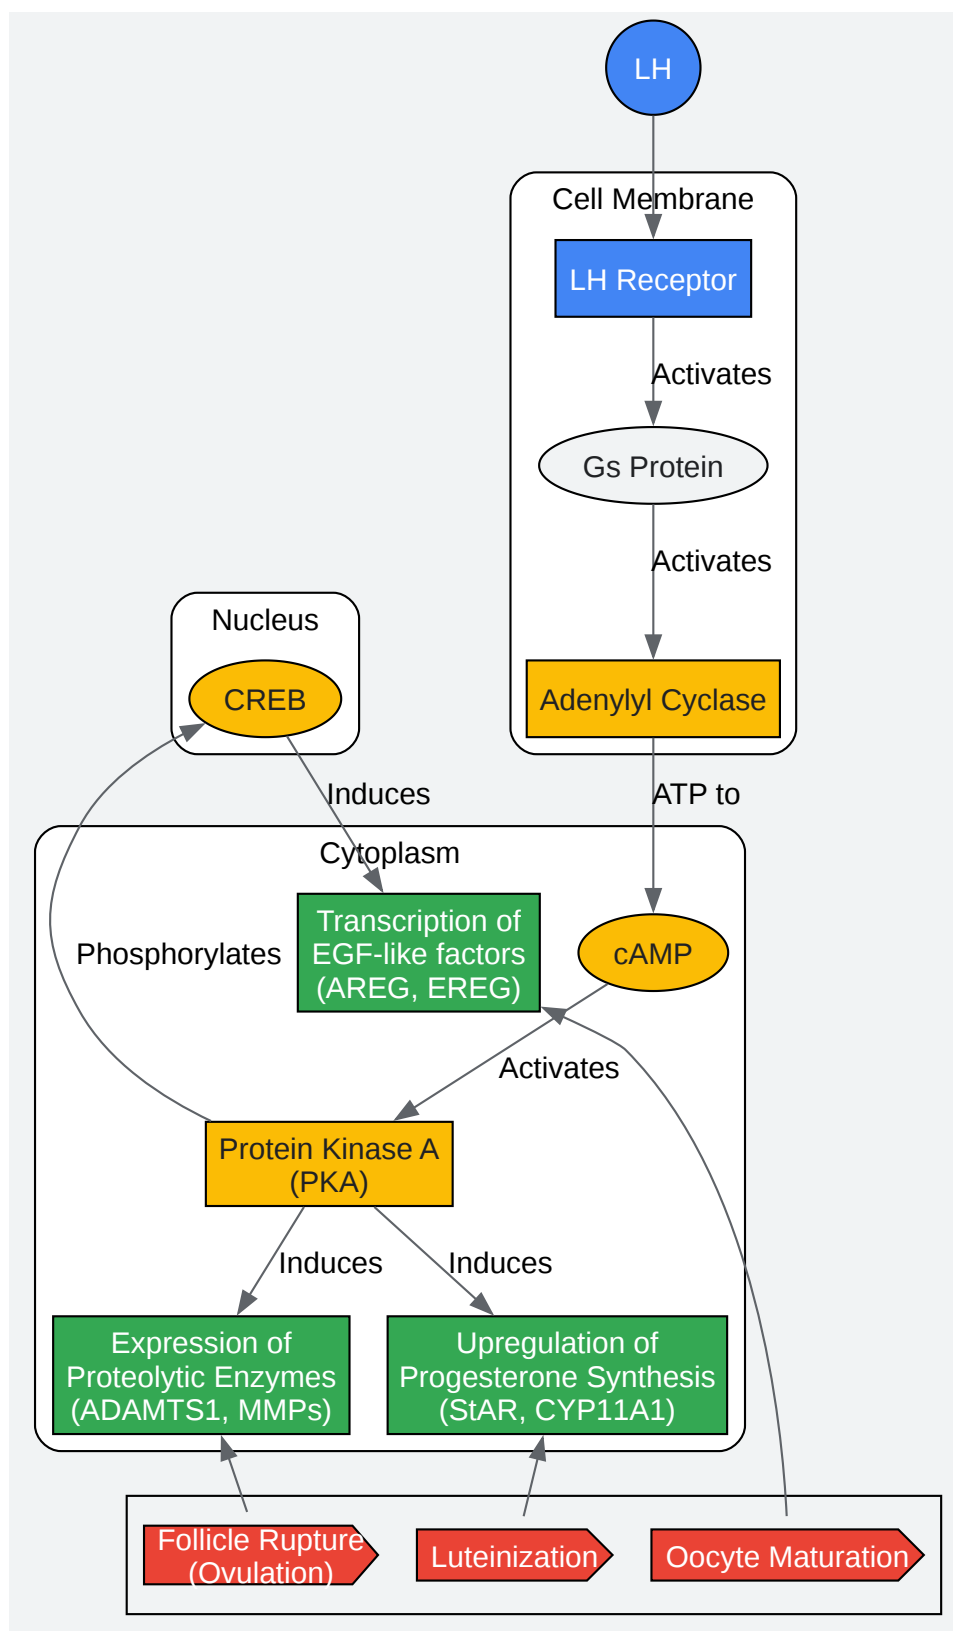 LH
Cell Membrane
LH Receptor
Activates
Gs Protein
Activates
Nucleus
CREB
Adenylyl Cyclase
Induces
ATP to
Cytoplasm
Transcription of
EGF-like factors
(AREG, EREG)
cAMP
Phosphorylates
Activates
Protein Kinase A
(PKA)
Induces
Induces
Expression of
Proteolytic Enzymes
(ADAMTS1, MMPs)
Upregulation of
Progesterone Synthesis
(StAR, CYP11A1)
Follicle Rupture
(Ovulation)
Luteinization
Oocyte Maturation